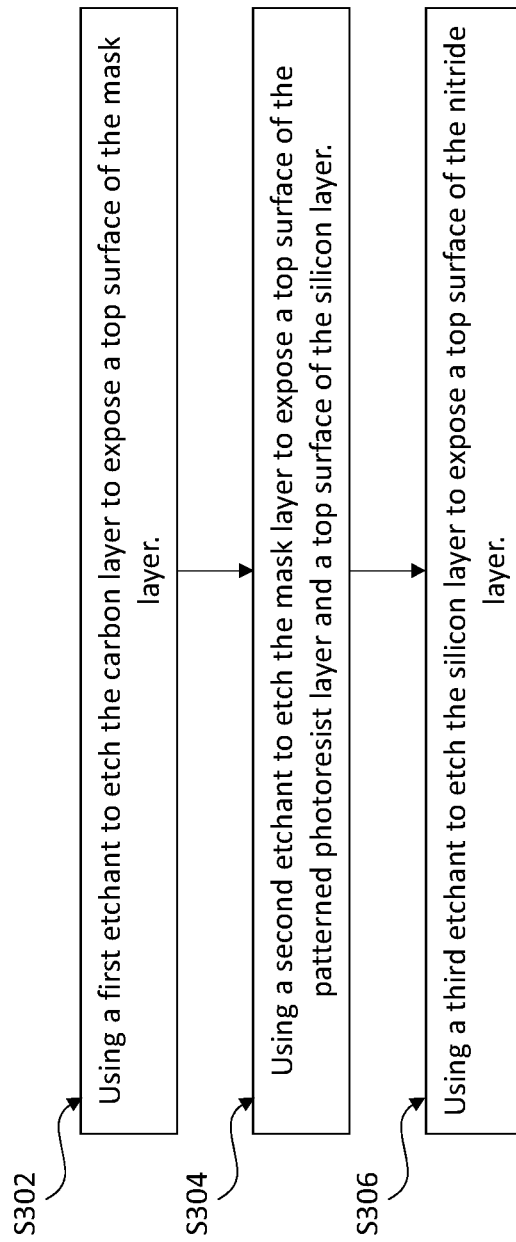 S302
Using a first etchant to etch the carbon layer to expose a top surface of the mask
layer.
S304
Using a second etchant to etch the mask layer to expose a top surface of the
patterned photoresist layer and a top surface of the silicon layer.
S306
Using a third etchant to etch the silicon layer to expose a top surface of the nitride
layer.